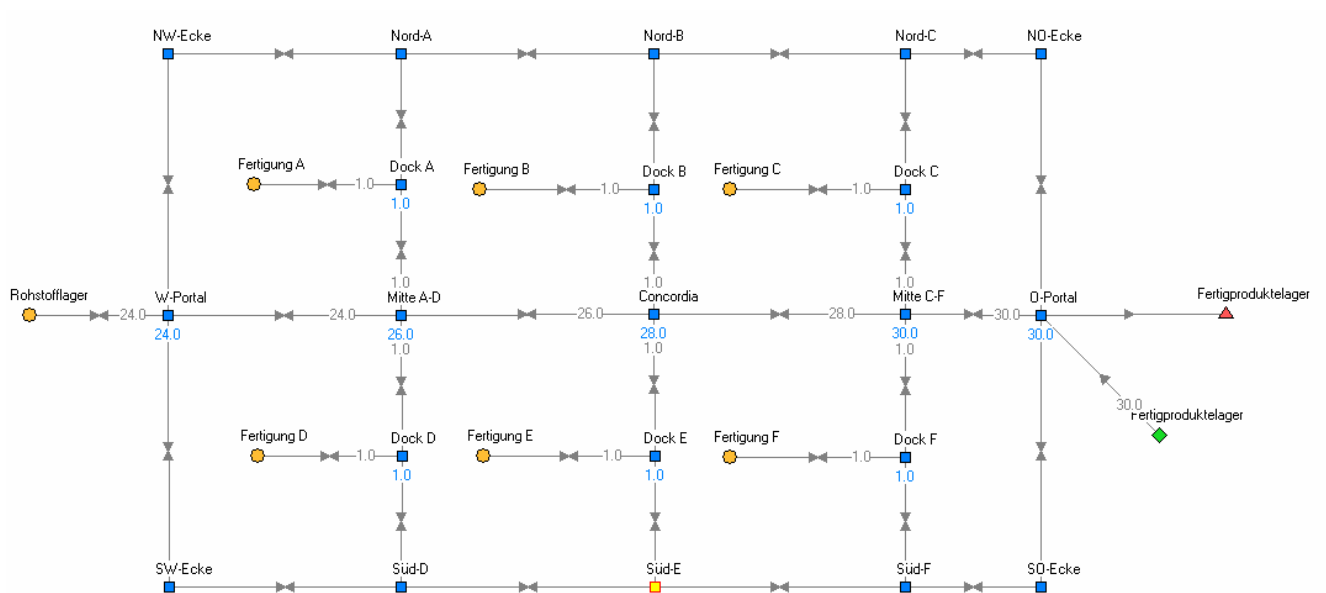 NW-Ecke Nord-A Nord-B Nord-C NO-Ecke
Fertigung A Dock A Fertigung B Dock B Fertigung C Dock C
1.0 1.0 1.0
1.0 1.0 1.0
1.0 1.0 1.0
Rohstofflager W-Portal Mitte A-D Concordia Mitte C-F O-Portal Fertigproduktelager
24.0 24.0 26.0 28.0 30.0
24.0 26.0 28.0 30.0 30.0
1.0 1.0 1.0
30.0
Fertigproduktelager
Fertigung D Dock D Fertigung E Dock E Fertigung F Dock F
1.0 1.0 1.0
1.0 1.0 1.0
SW-Ecke Süd-D Süd-E Süd-F SO-Ecke